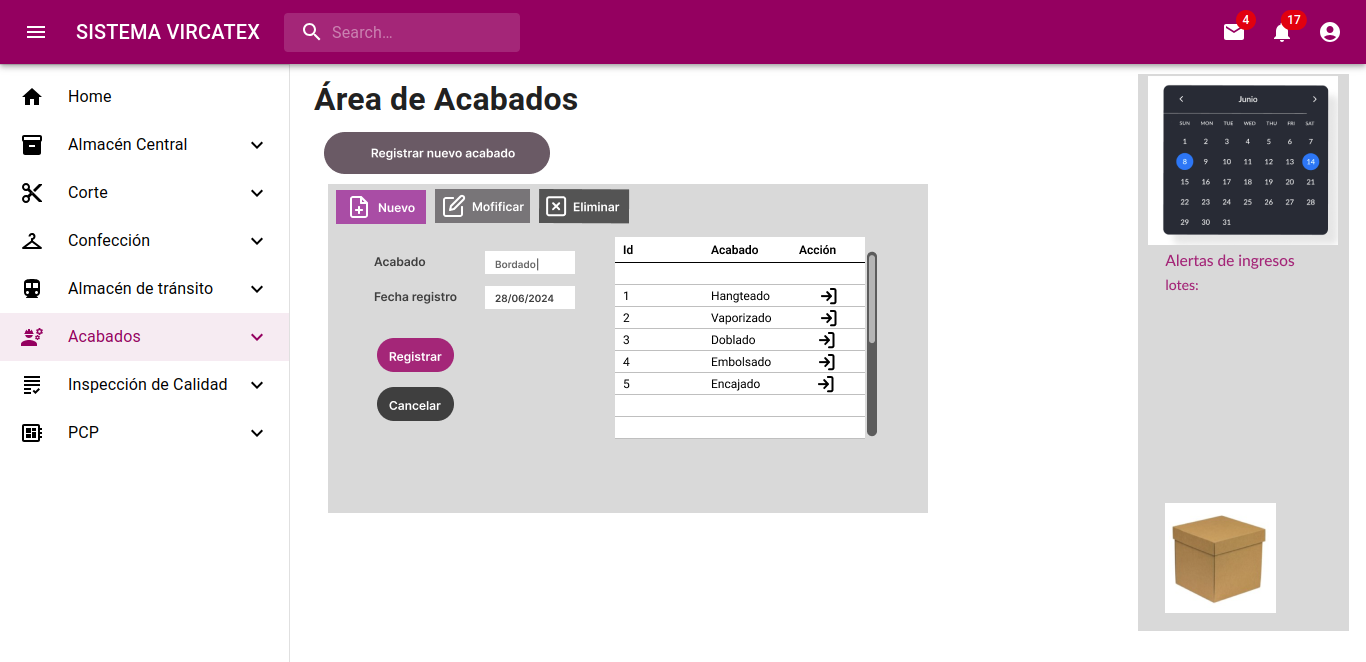 SISTEMA VIRCATEX
Search…
4
17
Home
Almacén Central
Corte
Confección
Almacén de tránsito
Acabados
Inspección de Calidad
PCP
Área de Acabados
Registrar nuevo acabado
Nuevo
Mofificar
Eliminar
Acabado
Bordado|
Fecha registro
28/06/2024
Registrar
Cancelar
Id Acabado Acción
1 Hangteado
2 Vaporizado
3 Doblado
4 Embolsado
5 Encajado
Junio
SUN MON TUE WED THU FRI SAT
1 2 3 4 5 6 7
8 9 10 11 12 13 14
15 16 17 18 19 20 21
22 23 24 25 26 27 28
29 30 31
Alertas de ingresos
lotes: